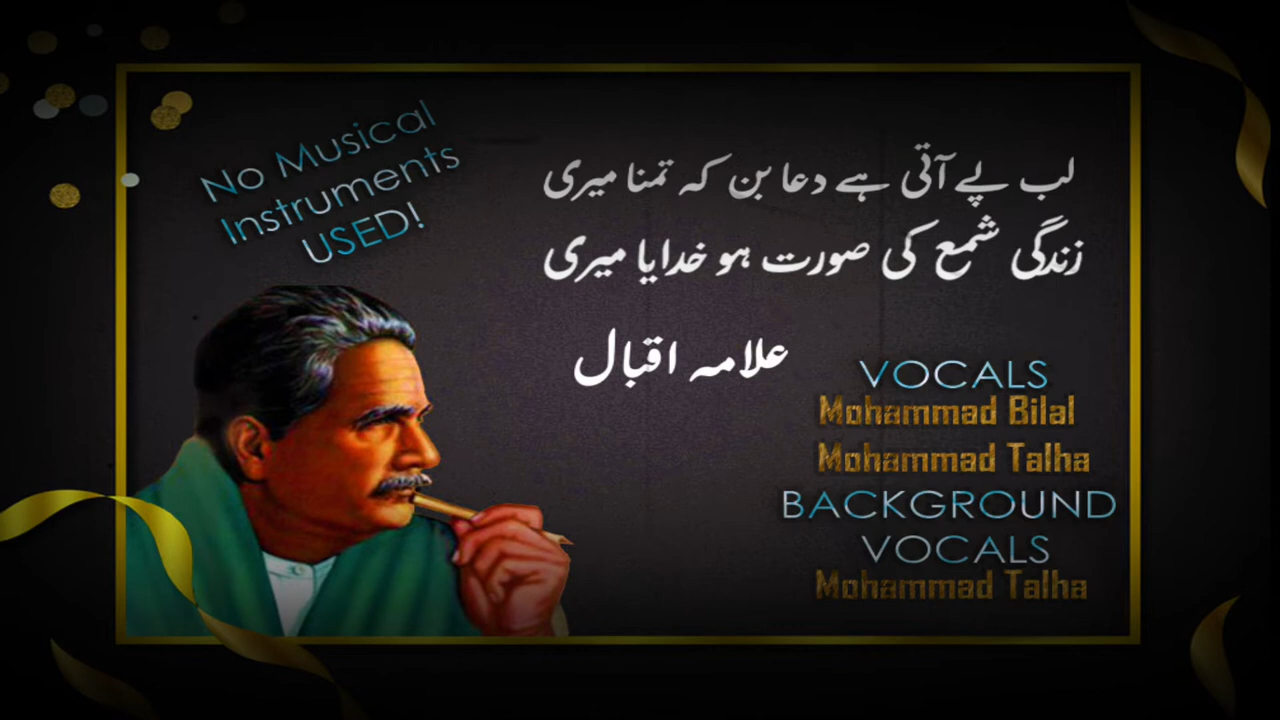 No Musical
Instruments
USED!
لب پے آتی ہے دعا بن کہ تمنا میری
زندگی شمع کی صورت ہو خدایا میری
علامہ اقبال
VOCALS
Mohammad Bilal
Mohammad Talha
BACKGROUND
VOCALS
Mohammad Talha